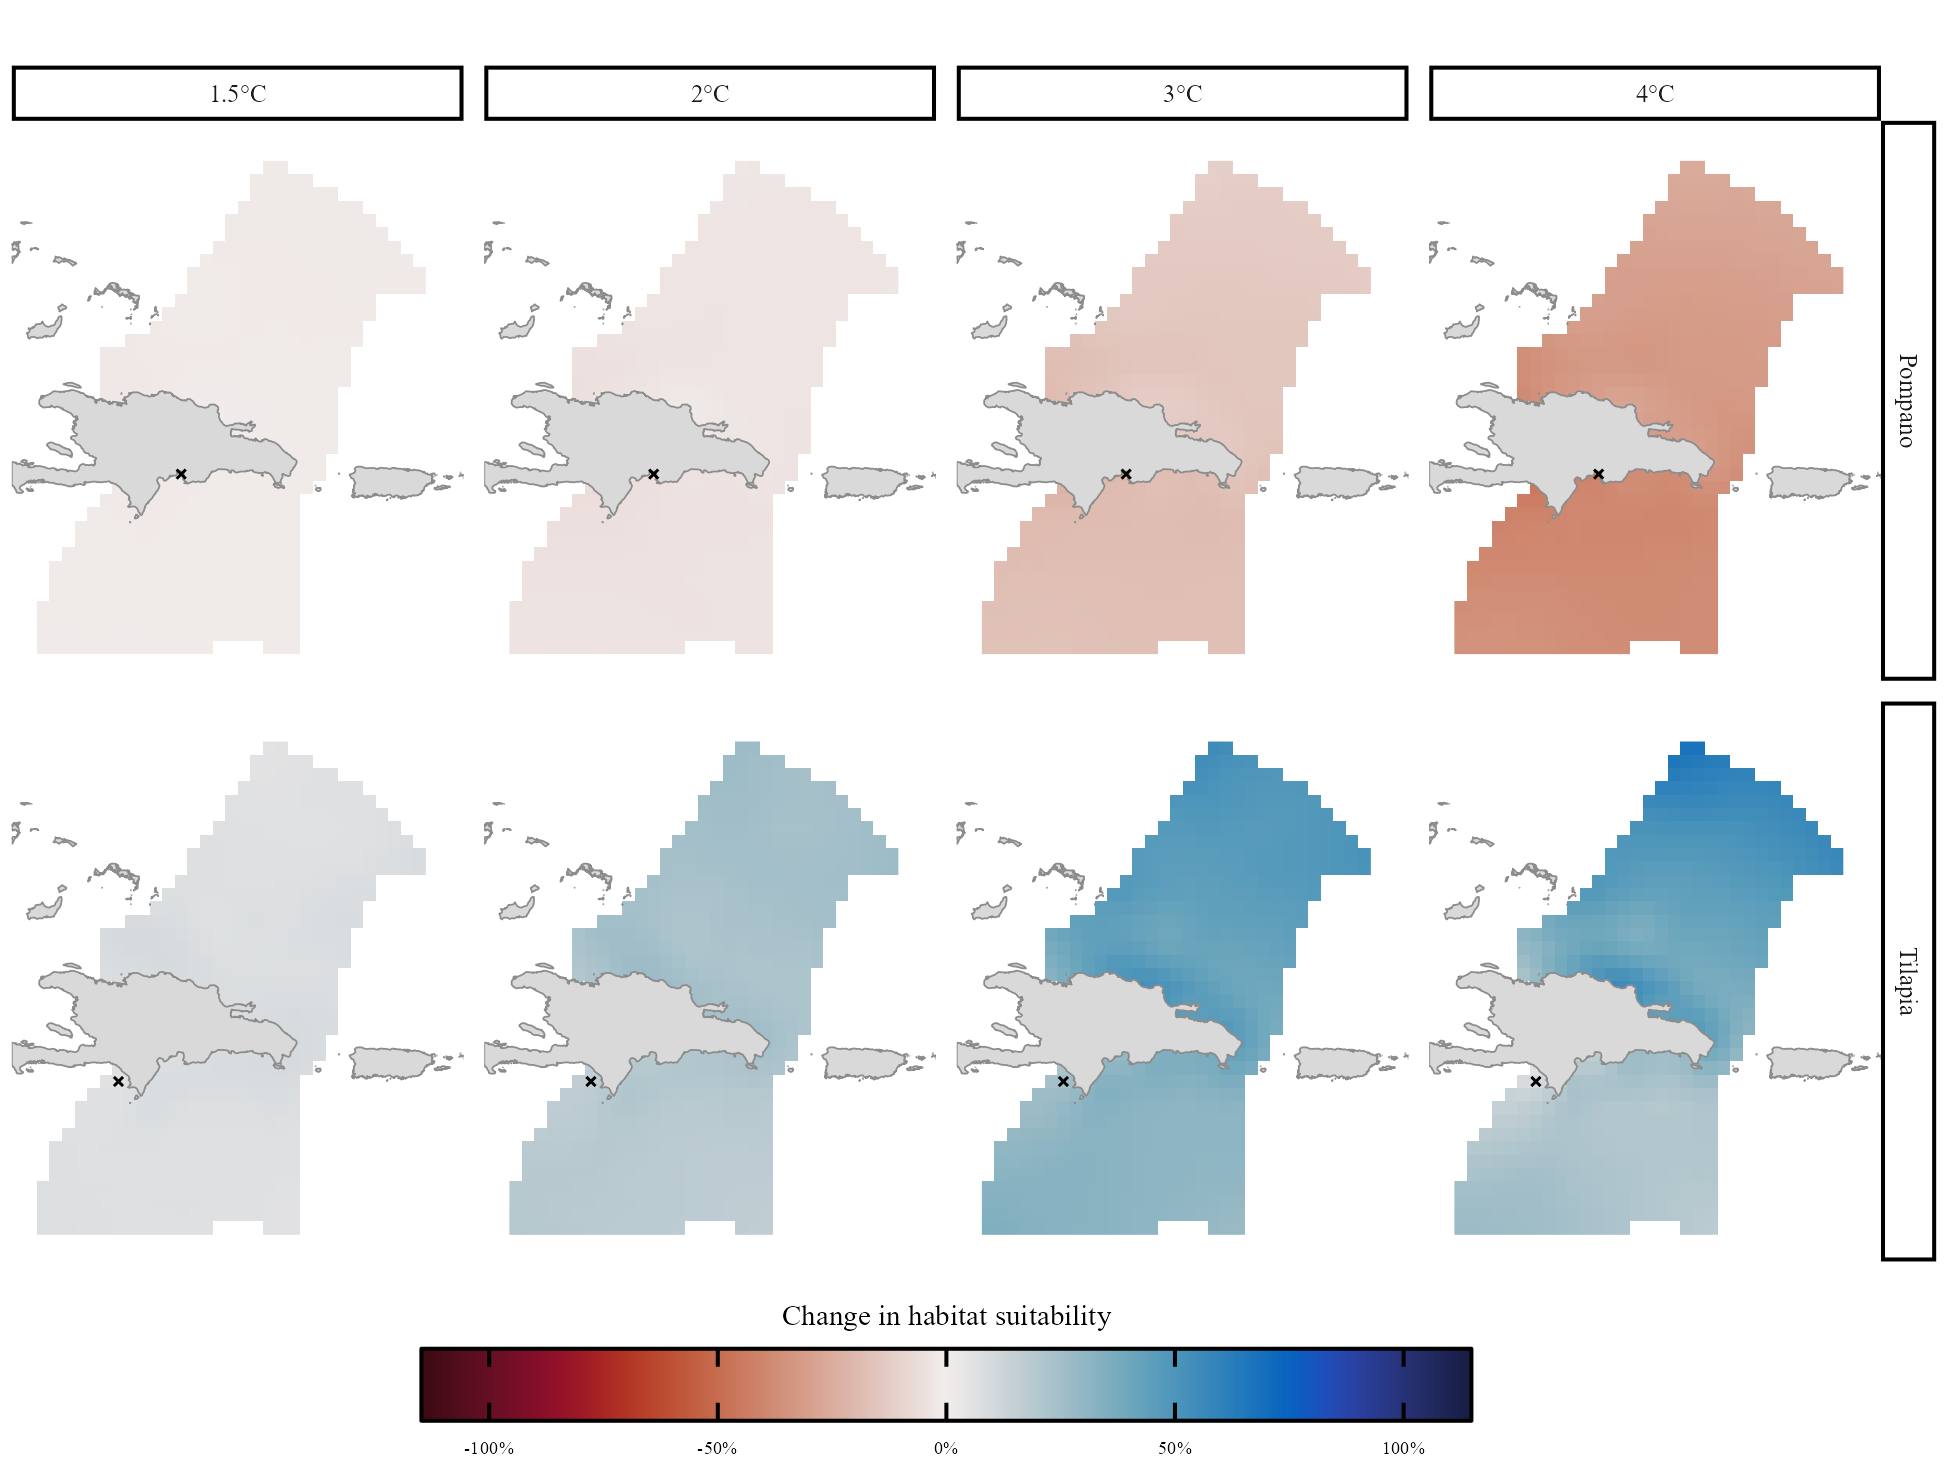 1.5°C
2°C
3°C
4°C
Pompano
Tilapia
Change in habitat suitability
-100%
-50%
0%
50%
100%